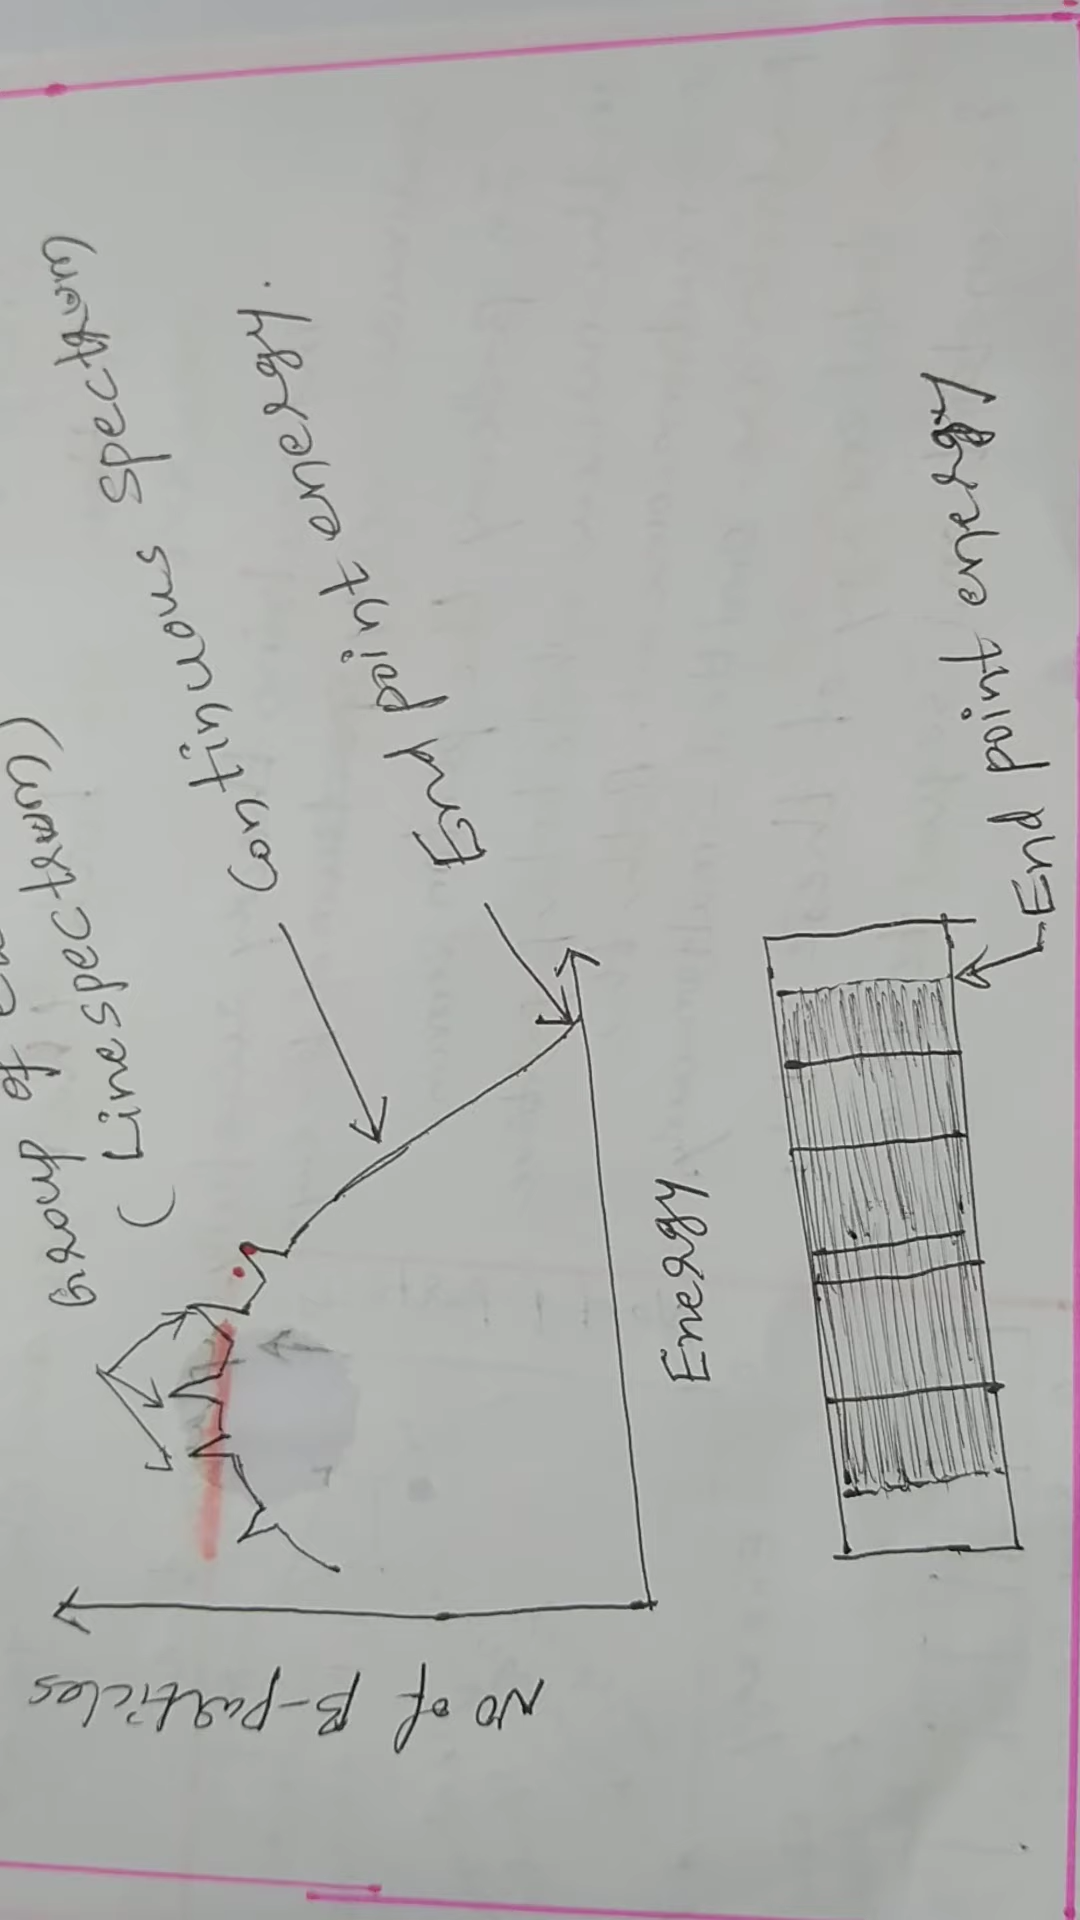 Group of
(Line spectrum)
Continuous spectrum
End point energy.
No of β-particles
Energy
End point energy